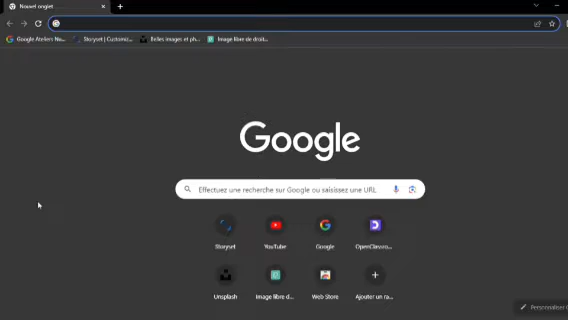 Nouvel onglet
Google Ateliers Nu...
Storyset | Customiz...
Belles images et ph...
Image libre de droit...
Google
Effectuez une recherche sur Google ou saisissez une URL
Storyset
YouTube
Google
OpenClassro...
Unsplash
Image libre d...
Web Store
Ajouter un ra...
Personnaliser